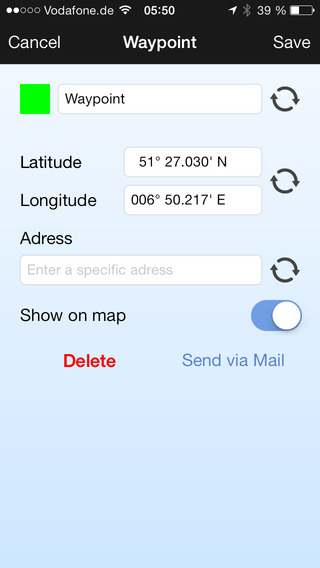 Vodafone.de 05:50 39 %
Cancel Waypoint Save
Waypoint
Latitude 51° 27.030' N
Longitude 006° 50.217' E
Adress
Enter a specific adress
Show on map
Delete Send via Mail